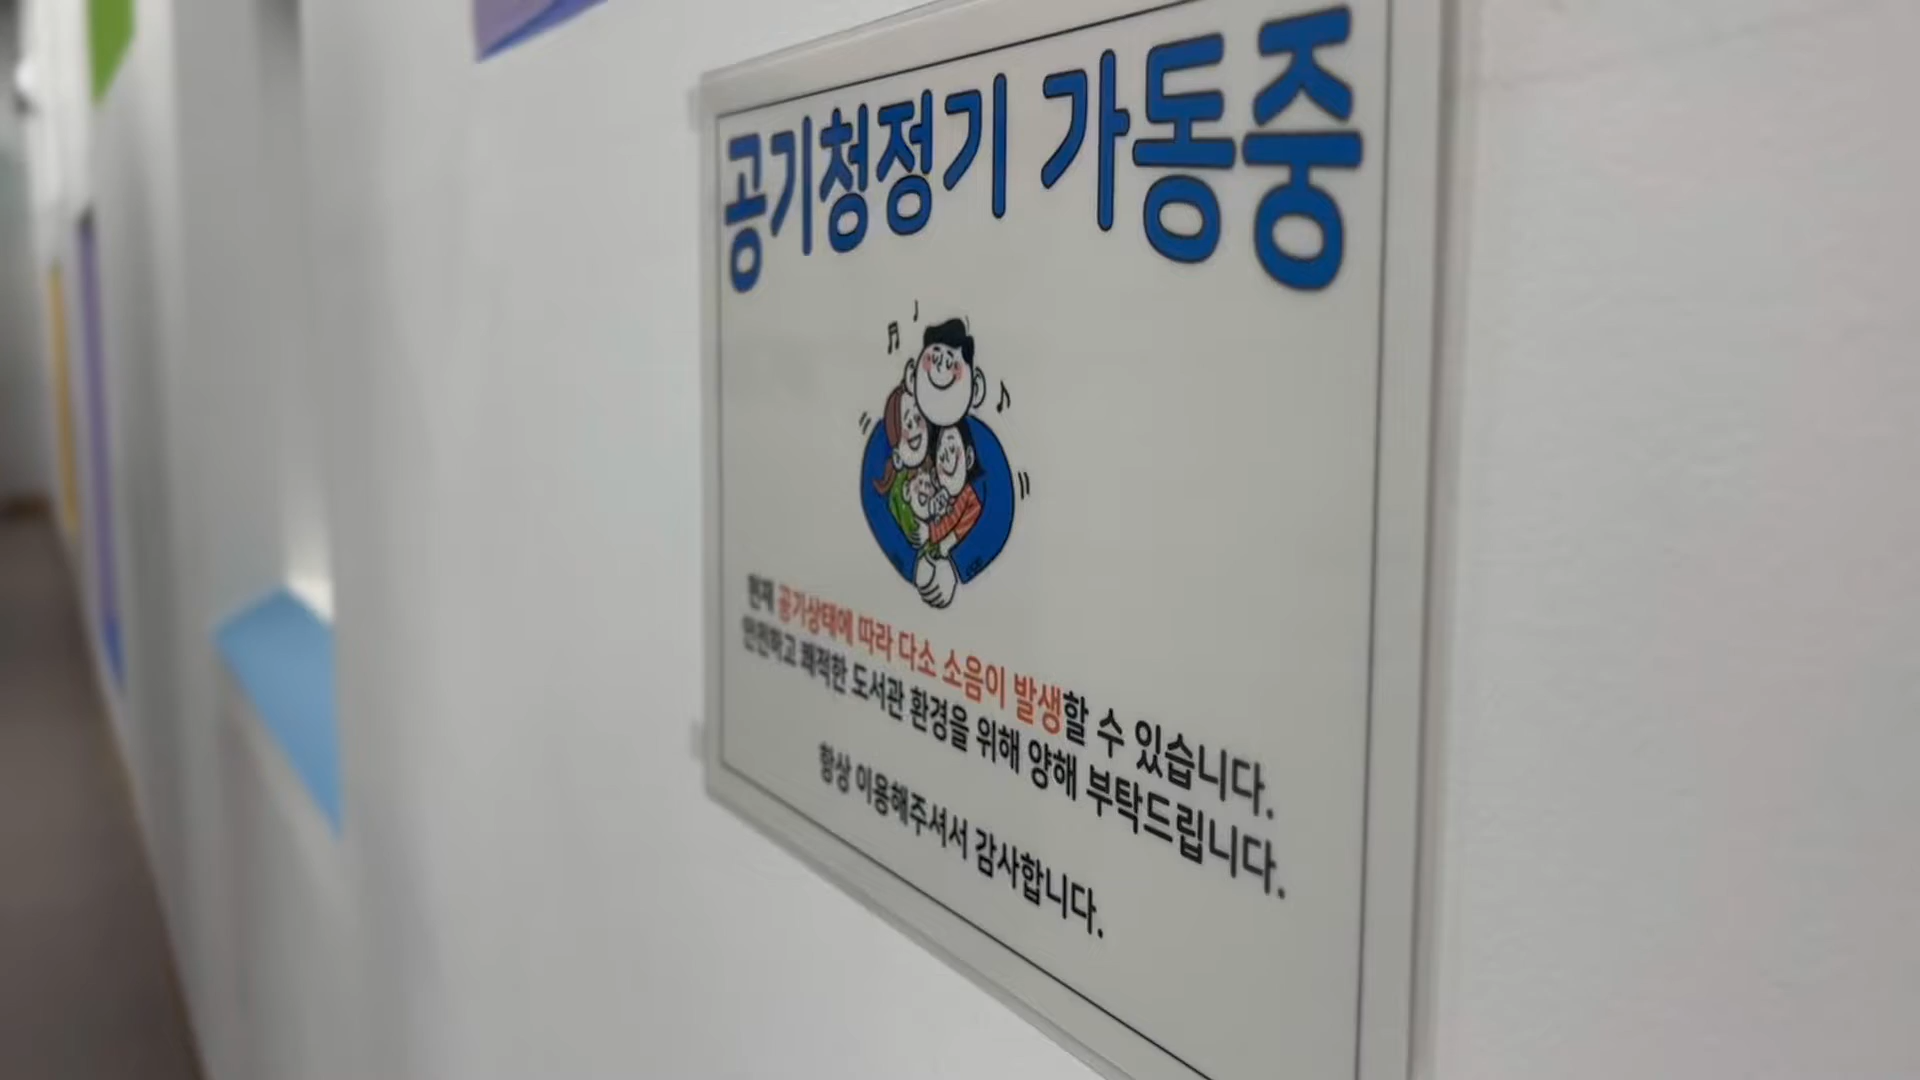 공기청정기 가동중
현재 공기상태에 따라 다소 소음이 발생할 수 있습니다.
안전하고 쾌적한 도서관 환경을 위해 양해 부탁드립니다.
항상 이용해주셔서 감사합니다.